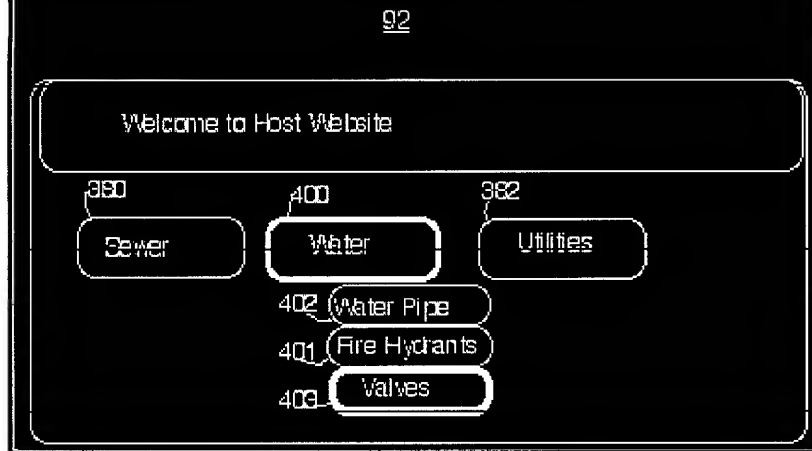 92
Welcome to Host Website
380 400 382
Sewer Water Utilities
402 Water Pipe
401 Fire Hydrants
403 Valves